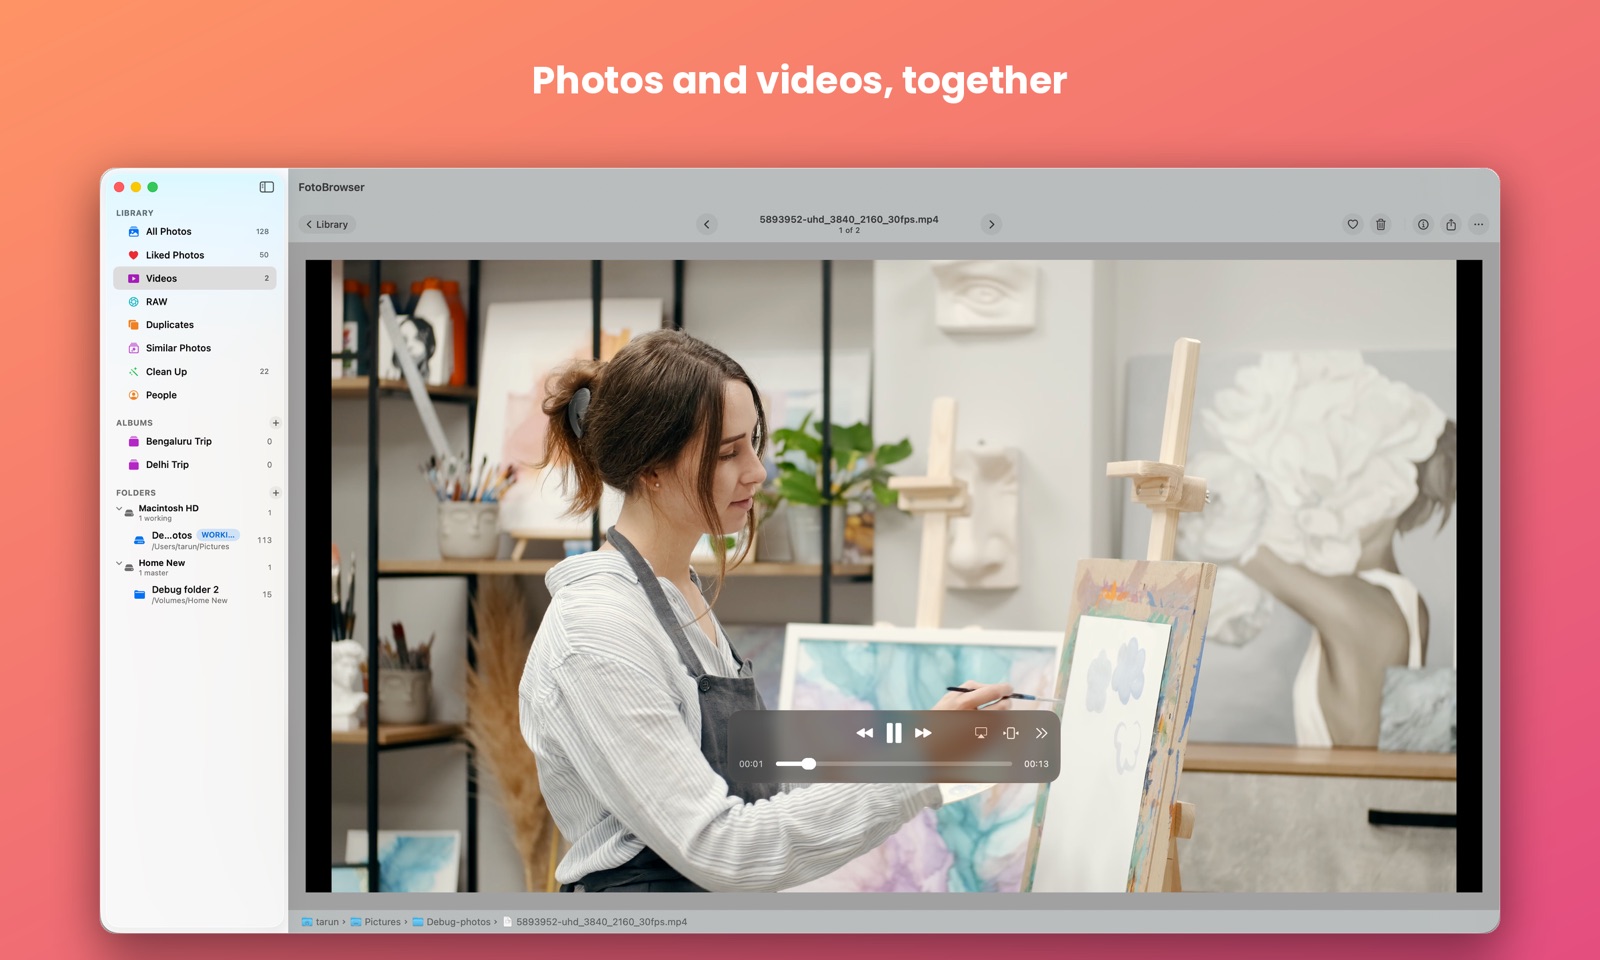 Photos and videos, together
FotoBrowser
LIBRARY
All Photos 128
Liked Photos 50
Videos 2
RAW
Duplicates
Similar Photos
Clean Up 22
People
ALBUMS
Bengaluru Trip 0
Delhi Trip 0
FOLDERS
Macintosh HD 1
1 working
De...otos WORKI... 113
/Users/tarun/Pictures
Home New 1
1 master
Debug folder 2 15
/Volumes/Home New
Library
5893952-uhd_3840_2160_30fps.mp4
1 of 2
00:01 00:13
tarun › Pictures › Debug-photos › 5893952-uhd_3840_2160_30fps.mp4